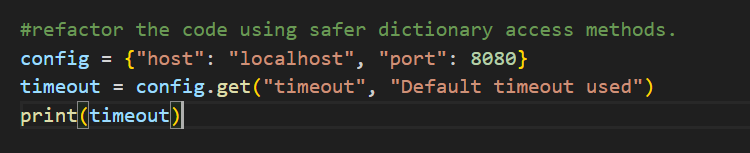 #refactor the code using safer dictionary access methods.
config = {"host": "localhost", "port": 8080}
timeout = config.get("timeout", "Default timeout used")
print(timeout)